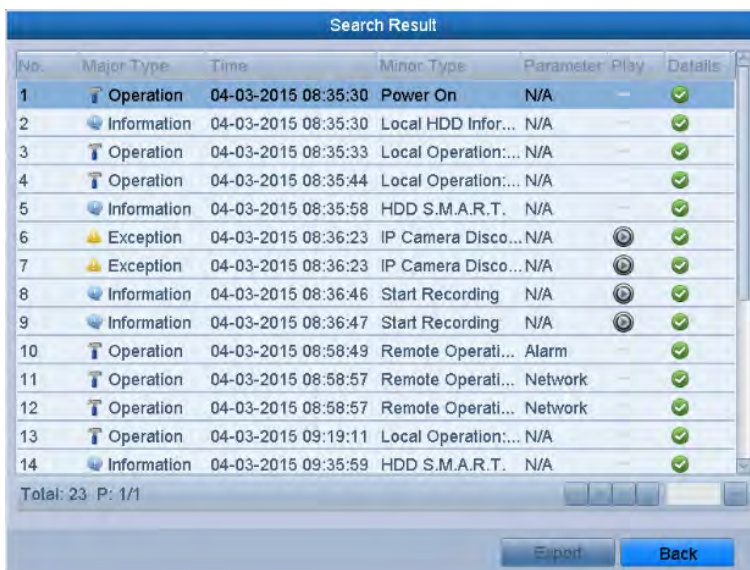 Search Result
No. Major Type Time Minor Type Parameter Play Details
1 Operation 04-03-2015 08:35:30 Power On N/A —
2 Information 04-03-2015 08:35:30 Local HDD Infor... N/A —
3 Operation 04-03-2015 08:35:33 Local Operation:... N/A —
4 Operation 04-03-2015 08:35:44 Local Operation:... N/A —
5 Information 04-03-2015 08:35:58 HDD S.M.A.R.T. N/A —
6 Exception 04-03-2015 08:36:23 IP Camera Disco... N/A
7 Exception 04-03-2015 08:36:23 IP Camera Disco... N/A
8 Information 04-03-2015 08:36:46 Start Recording N/A
9 Information 04-03-2015 08:36:47 Start Recording N/A
10 Operation 04-03-2015 08:58:49 Remote Operati... Alarm —
11 Operation 04-03-2015 08:58:57 Remote Operati... Network —
12 Operation 04-03-2015 08:58:57 Remote Operati... Network —
13 Operation 04-03-2015 09:19:11 Local Operation:... N/A —
14 Information 04-03-2015 09:35:59 HDD S.M.A.R.T. N/A —
Total: 23 P: 1/1
Export Back